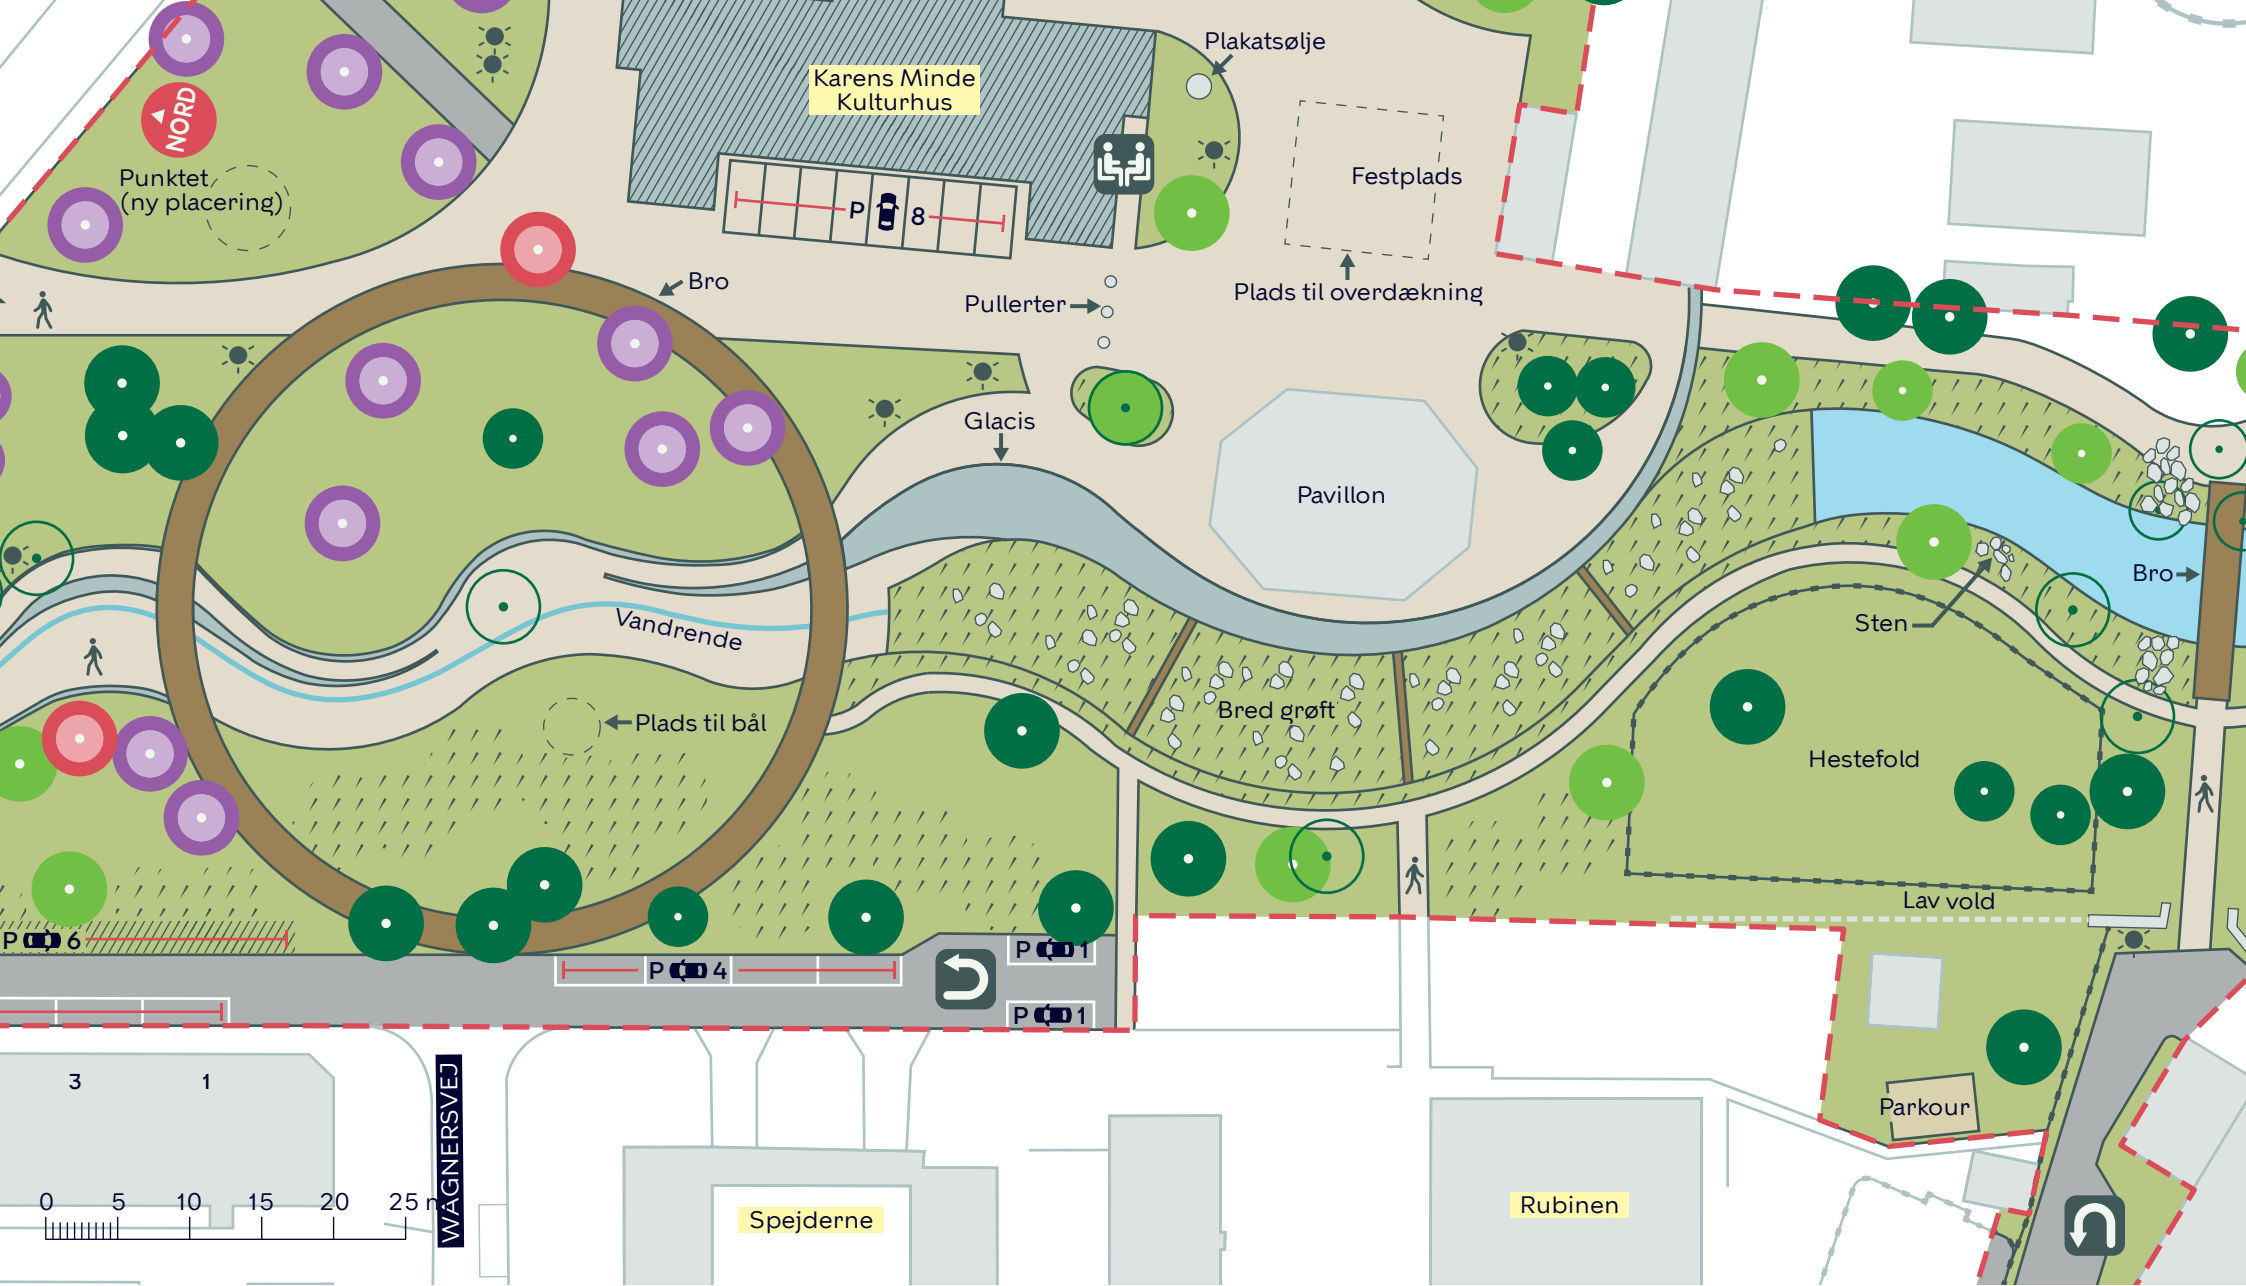 Plakatsølje
Karens Minde
Kulturhus
NORD
Punktet
(ny placering)
Festplads
P 8
Bro
Pullerter
Plads til overdækning
Glacis
Pavillon
Bro
Sten
Vandrende
Bred grøft
Plads til bål
Hestefold
Lav vold
P 6
P 4
P 1
P 1
3
1
WAGNERSVEJ
Parkour
0 5 10 15 20 25 m
Spejderne
Rubinen